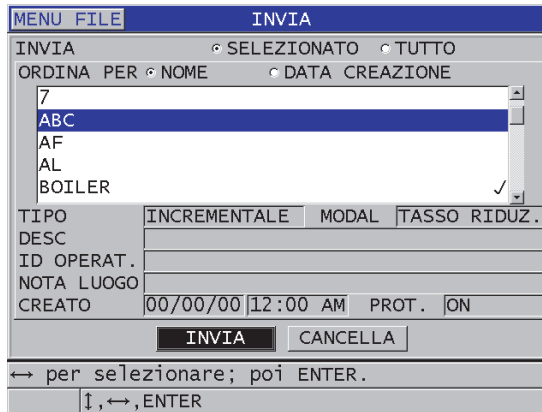 MENU FILE INVIA
INVIA SELEZIONATO TUTTO
ORDINA PER NOME DATA CREAZIONE
7
ABC
AF
AL
BOILER ✓
TIPO INCREMENTALE MODAL TASSO RIDUZ.
DESC
ID OPERAT.
NOTA LUOGO
CREATO 00/00/00 12:00 AM PROT. ON
INVIA CANCELLA
↔ per selezionare; poi ENTER.
↕,↔,ENTER